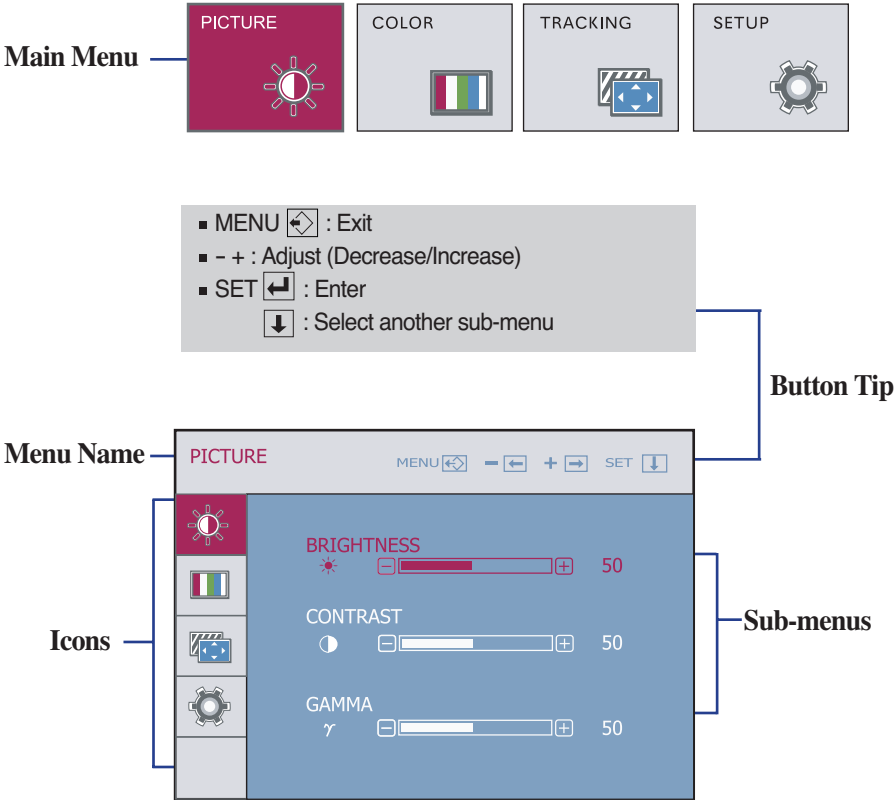 PICTURE COLOR TRACKING SETUP
Main Menu
MENU : Exit
- + : Adjust (Decrease/Increase)
SET : Enter
: Select another sub-menu
Button Tip
Menu Name
PICTURE MENU - + SET
BRIGHTNESS
50
CONTRAST
50
Sub-menus
Icons
GAMMA
γ 50